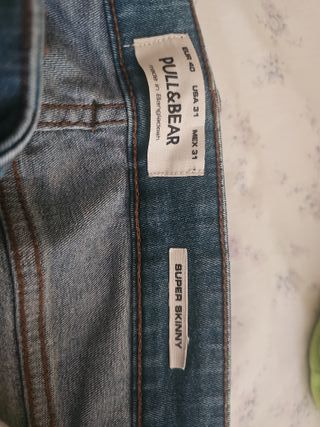 EUR 40 USA 31 MEX 31
PULL&BEAR
made in Bangladesh
SUPER SKINNY